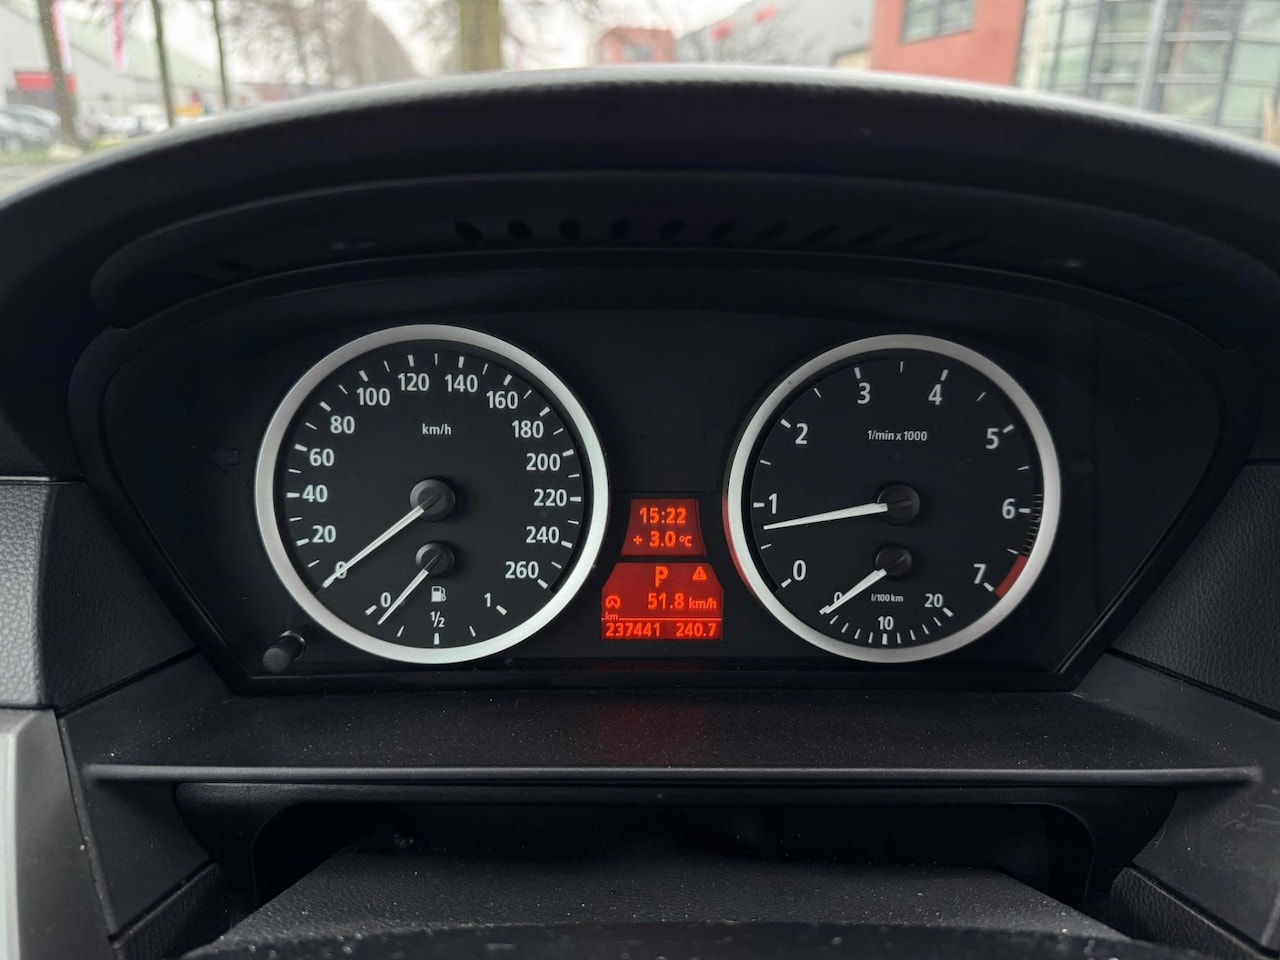 120 140
100 160
80 km/h 180
60 200
40 220
20 240
0 260
0 1/2 1
15:22
+ 3.0 °C
P
51.8 km/h
km
237441 240.7
3 4
2 1/min x 1000 5
1 6
0 7
0 l/100km 20
10